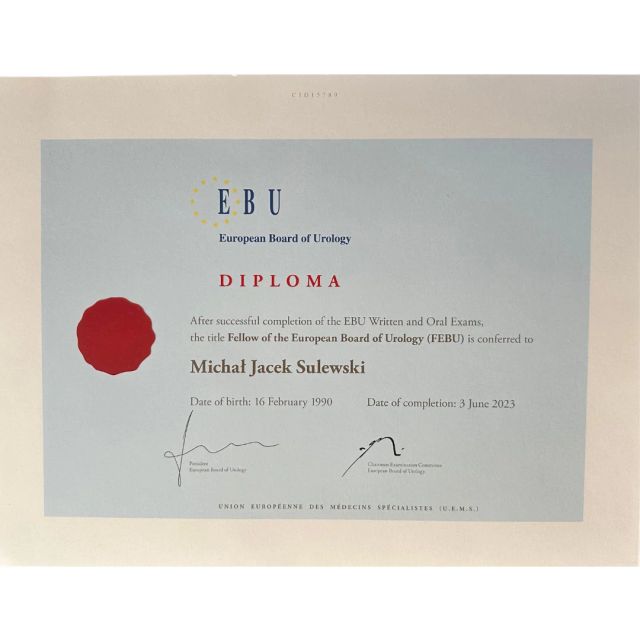 CID15789
EBU
European Board of Urology
DIPLOMA
After successful completion of the EBU Written and Oral Exams,
the title Fellow of the European Board of Urology (FEBU) is conferred to
Michał Jacek Sulewski
Date of birth: 16 February 1990 Date of completion: 3 June 2023
President
European Board of Urology
Chairman Examination Committee
European Board of Urology
UNION EUROPÉENNE DES MÉDECINS SPÉCIALISTES (U.E.M.S.)